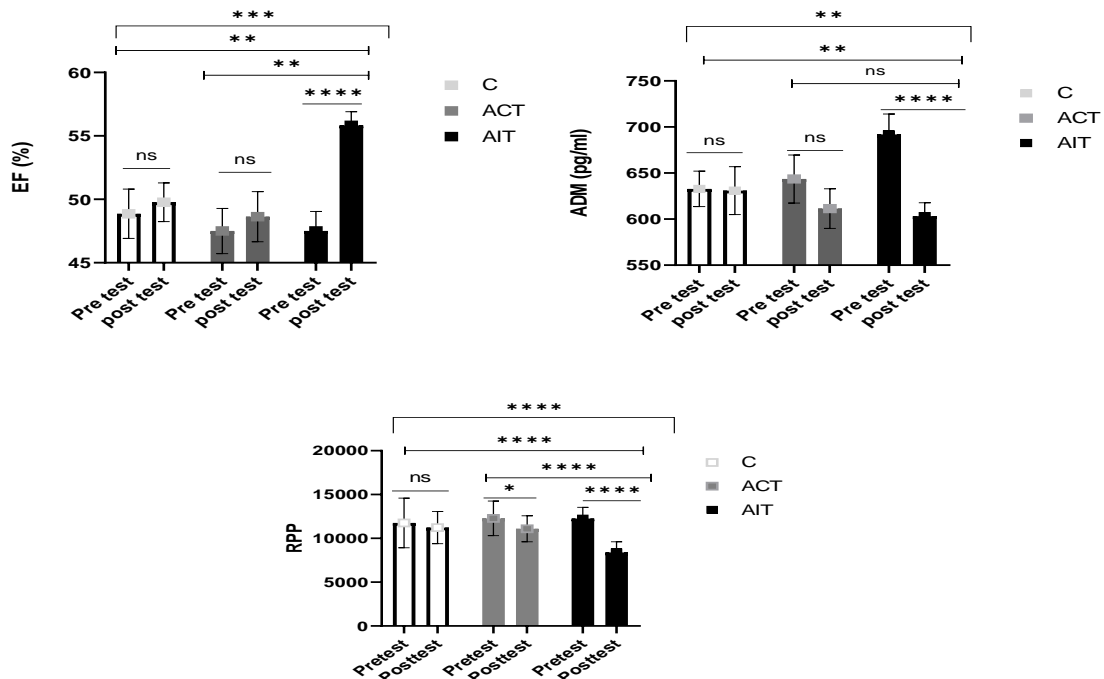 ***
**
**
****
ns
ns
60
55
50
45
EF (%)
Pre test
post test
Pre test
post test
Pre test
post test
C
ACT
AIT
**
**
ns
****
ns
ns
750
700
650
600
550
ADM (pg/ml)
Pre test
post test
Pre test
post test
Pre test
post test
C
ACT
AIT
****
****
****
ns
*
****
20000
15000
10000
5000
0
RPP
Pretest
Posttest
Pretest
Posttest
Pretest
Posttest
C
ACT
AIT